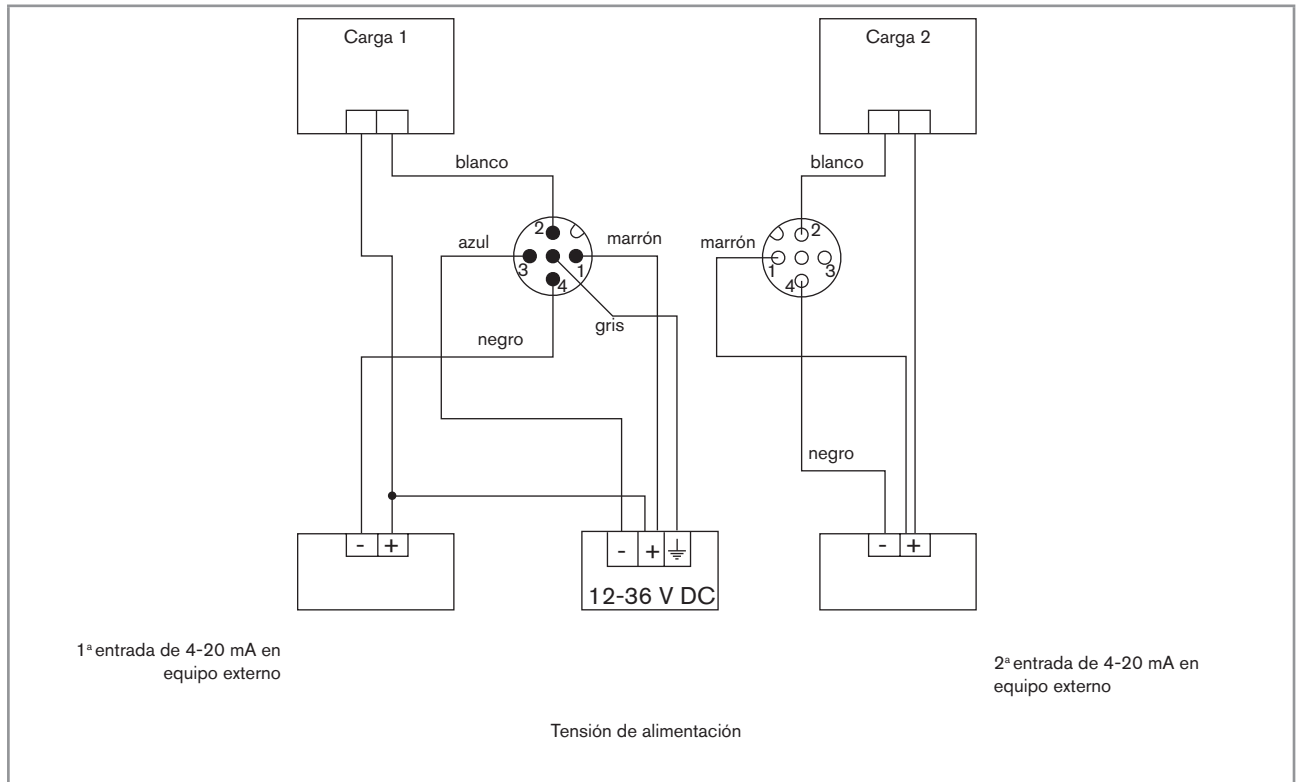 Carga 1
Carga 2
blanco
blanco
2
azul
marrón
3
1
4
gris
negro
marrón
2
1
3
4
negro
- +
- +
- +
12-36 V DC
1ª entrada de 4-20 mA en
equipo externo
2ª entrada de 4-20 mA en
equipo externo
Tensión de alimentación